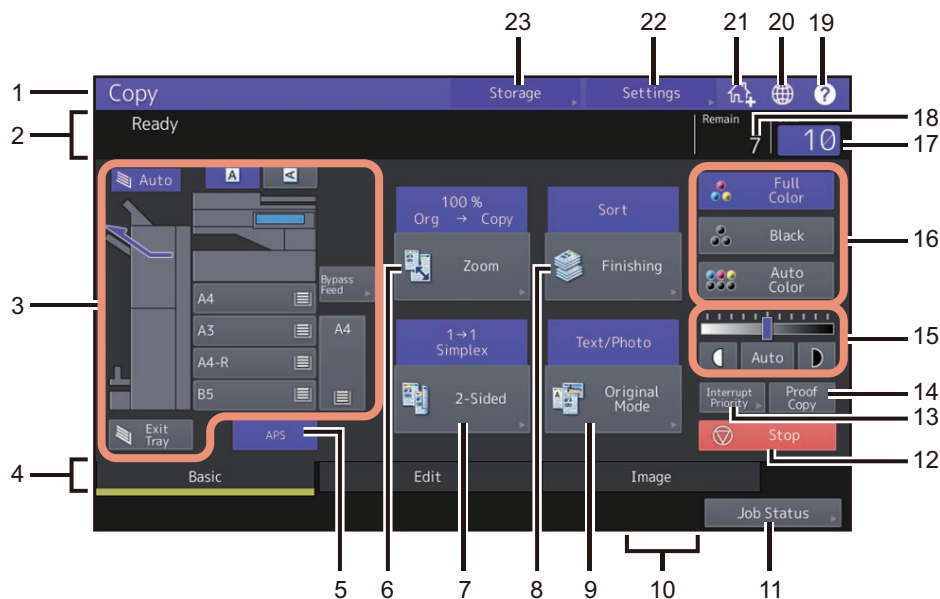 23
22
21
20
19
1
Copy
Storage
Settings
?
2
Ready
Remain
7
10
18
17
Auto
A
A
100 %
Org → Copy
Zoom
Sort
Finishing
Full
Color
Black
Auto
Color
16
3
Bypass
Feed
A4
A3
A4-R
B5
A4
1→1
Simplex
2-Sided
Text/Photo
Original
Mode
Auto
15
Interrupt
Priority
Proof
Copy
14
13
Exit
Tray
APS
Stop
12
4
Basic
Edit
Image
Job Status
5
6
7
8
9
10
11